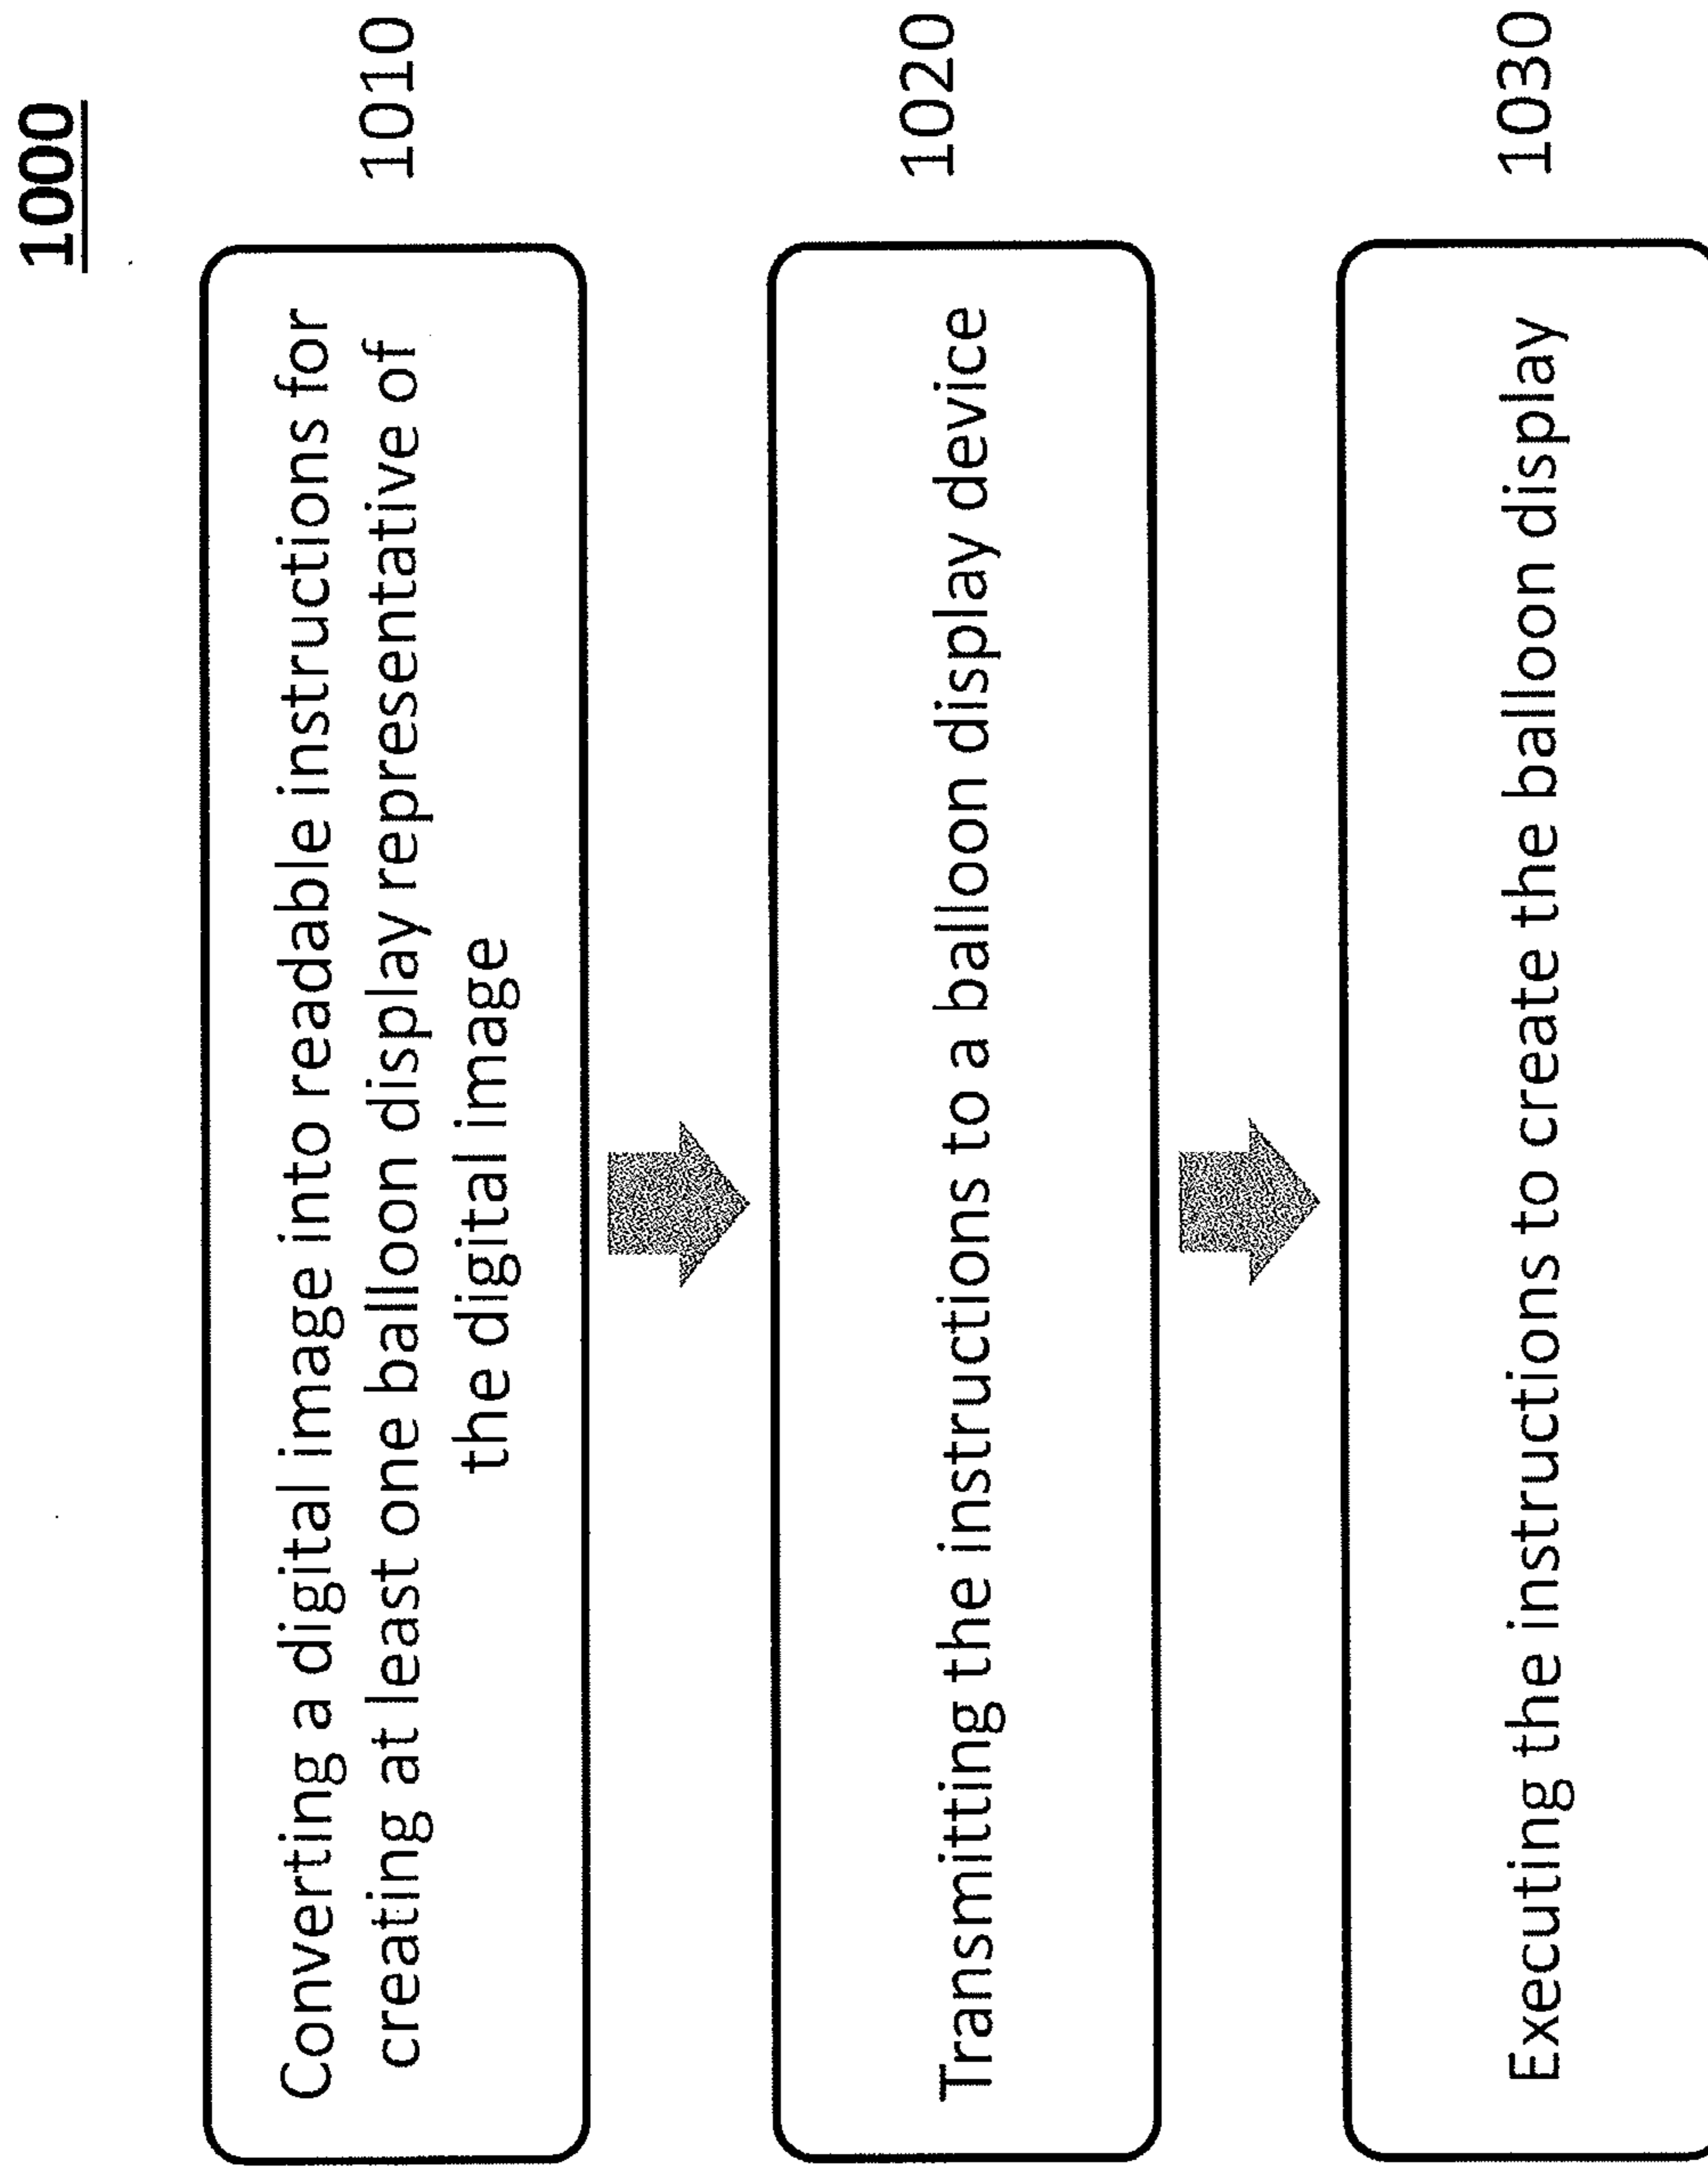 1000
Converting a digital image into readable instructions for
creating at least one balloon display representative of
the digital image
1010
Transmitting the instructions to a balloon display device
1020
Executing the instructions to create the balloon display
1030